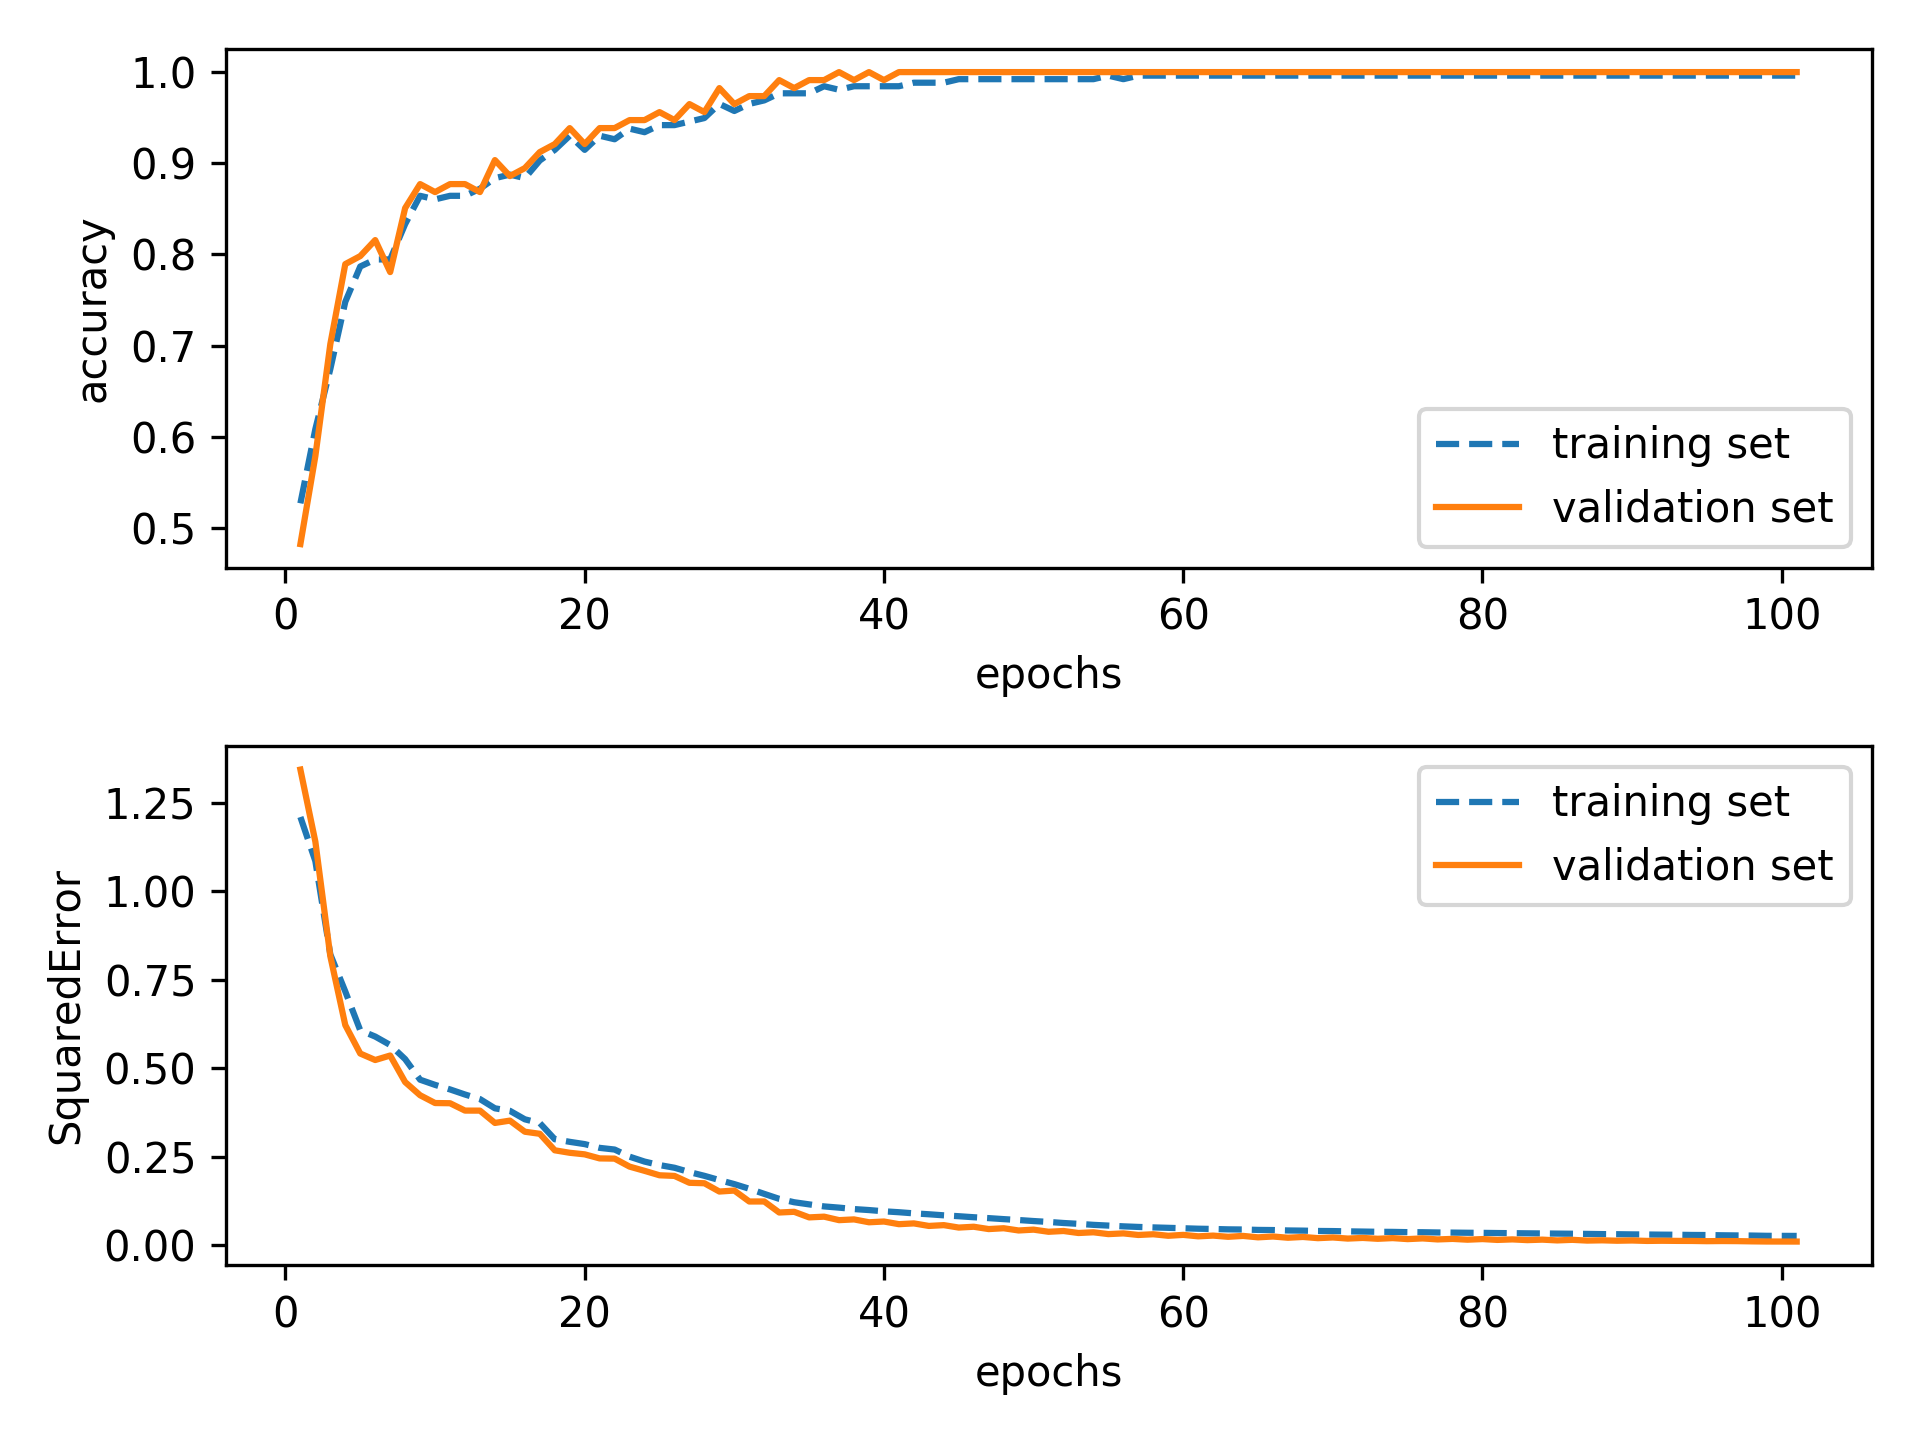 1.0
0.9
0.8
0.7
0.6
0.5
accuracy
training set
validation set
0 20 40 60 80 100
epochs
1.25
1.00
0.75
0.50
0.25
0.00
SquaredError
training set
validation set
0 20 40 60 80 100
epochs